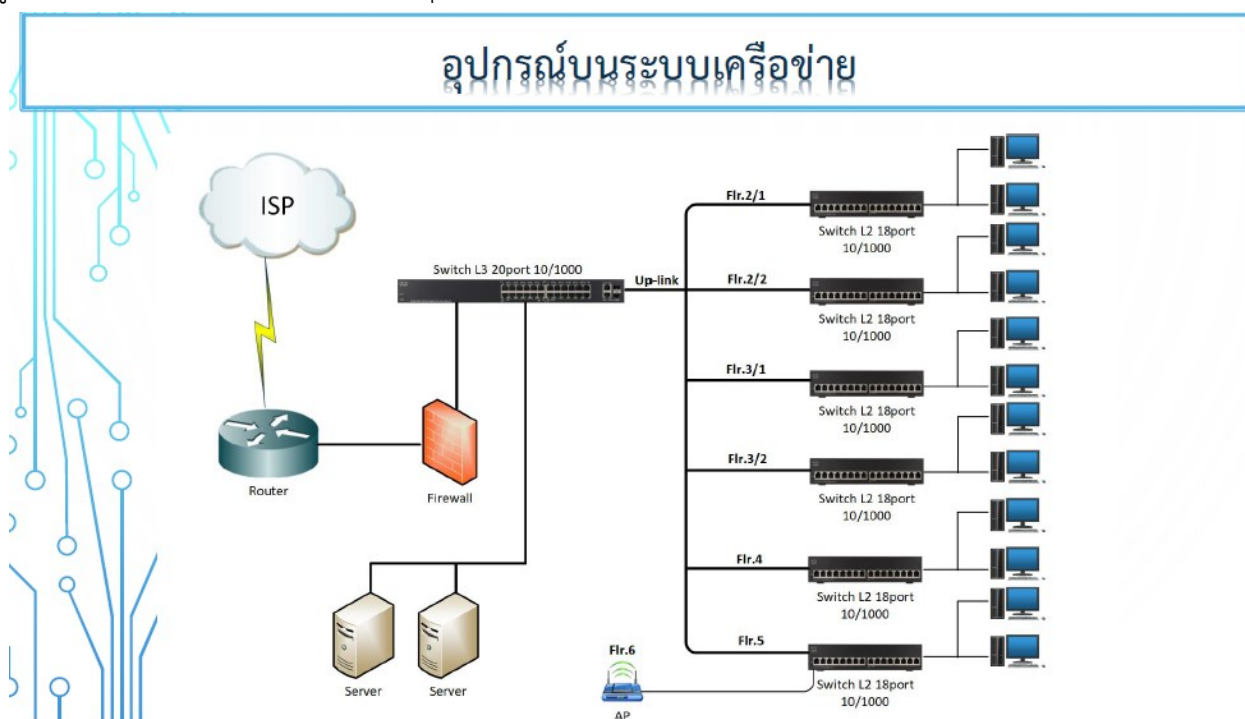 อุปกรณ์บนระบบเครือข่าย
ISP
Switch L3 20port 10/1000
Up-link
Router
Firewall
Server
Server
Flr.2/1
Switch L2 18port
10/1000
Flr.2/2
Switch L2 18port
10/1000
Flr.3/1
Switch L2 18port
10/1000
Flr.3/2
Switch L2 18port
10/1000
Flr.4
Switch L2 18port
10/1000
Flr.5
Switch L2 18port
10/1000
Flr.6
AP